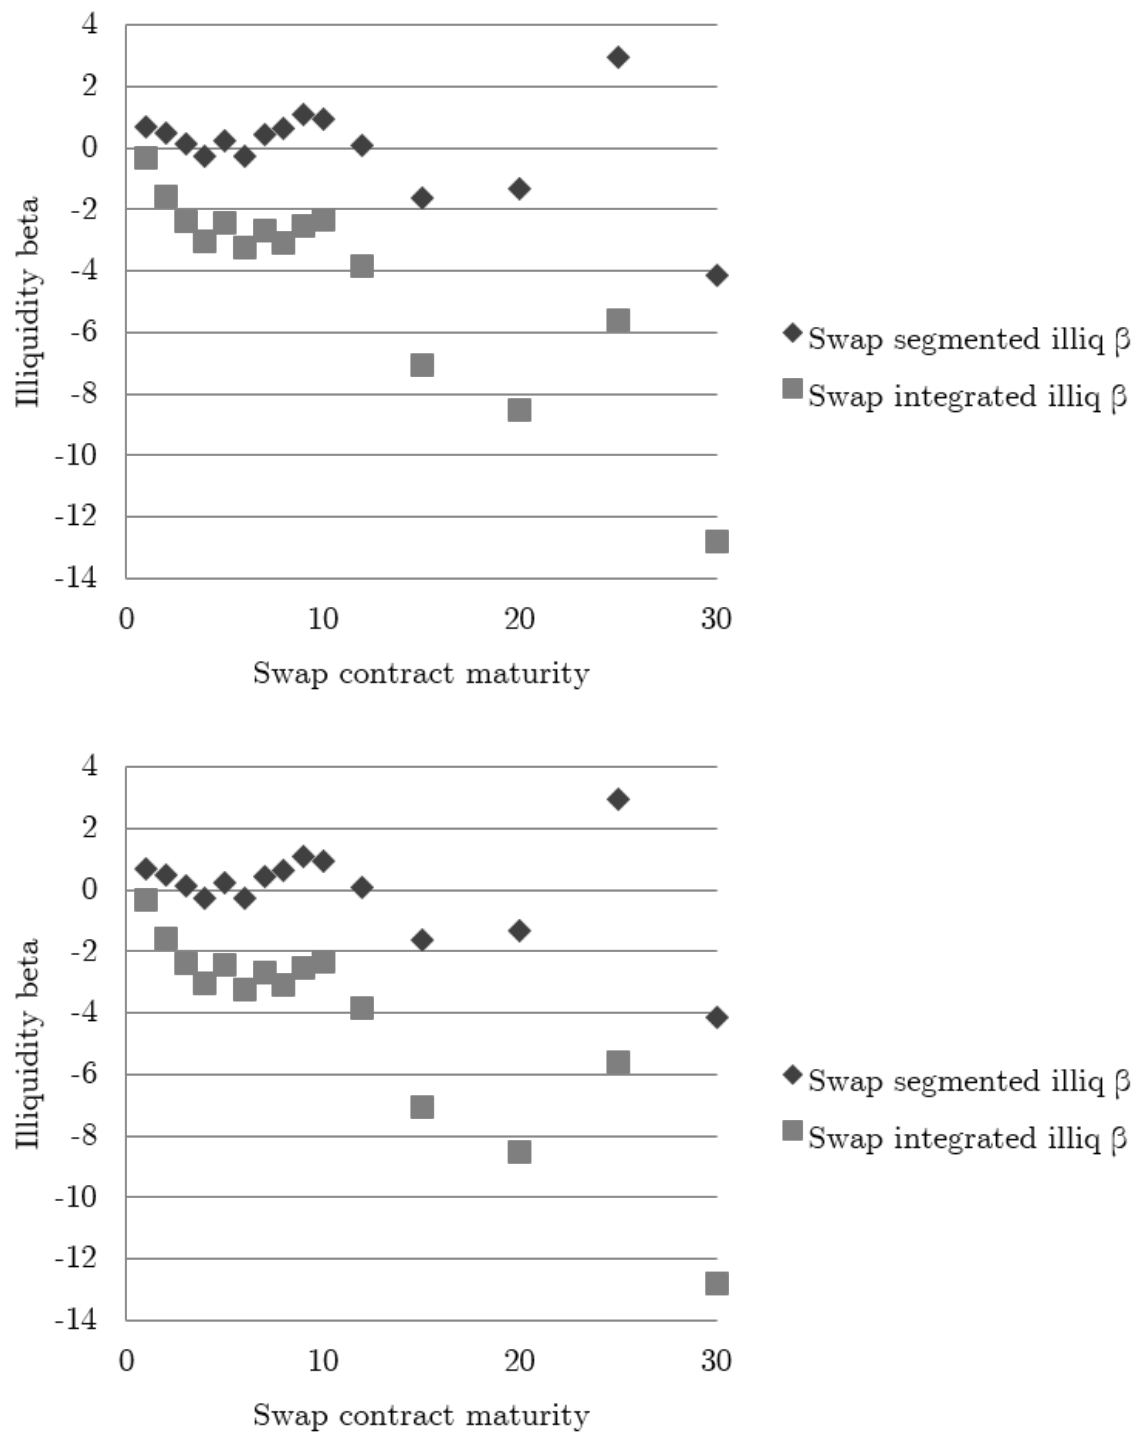 4
2
0
-2
-4
-6
-8
-10
-12
-14
0 10 20 30
Illiquidity beta
Swap contract maturity
Swap segmented illiq β
Swap integrated illiq β
4
2
0
-2
-4
-6
-8
-10
-12
-14
0 10 20 30
Illiquidity beta
Swap contract maturity
Swap segmented illiq β
Swap integrated illiq β